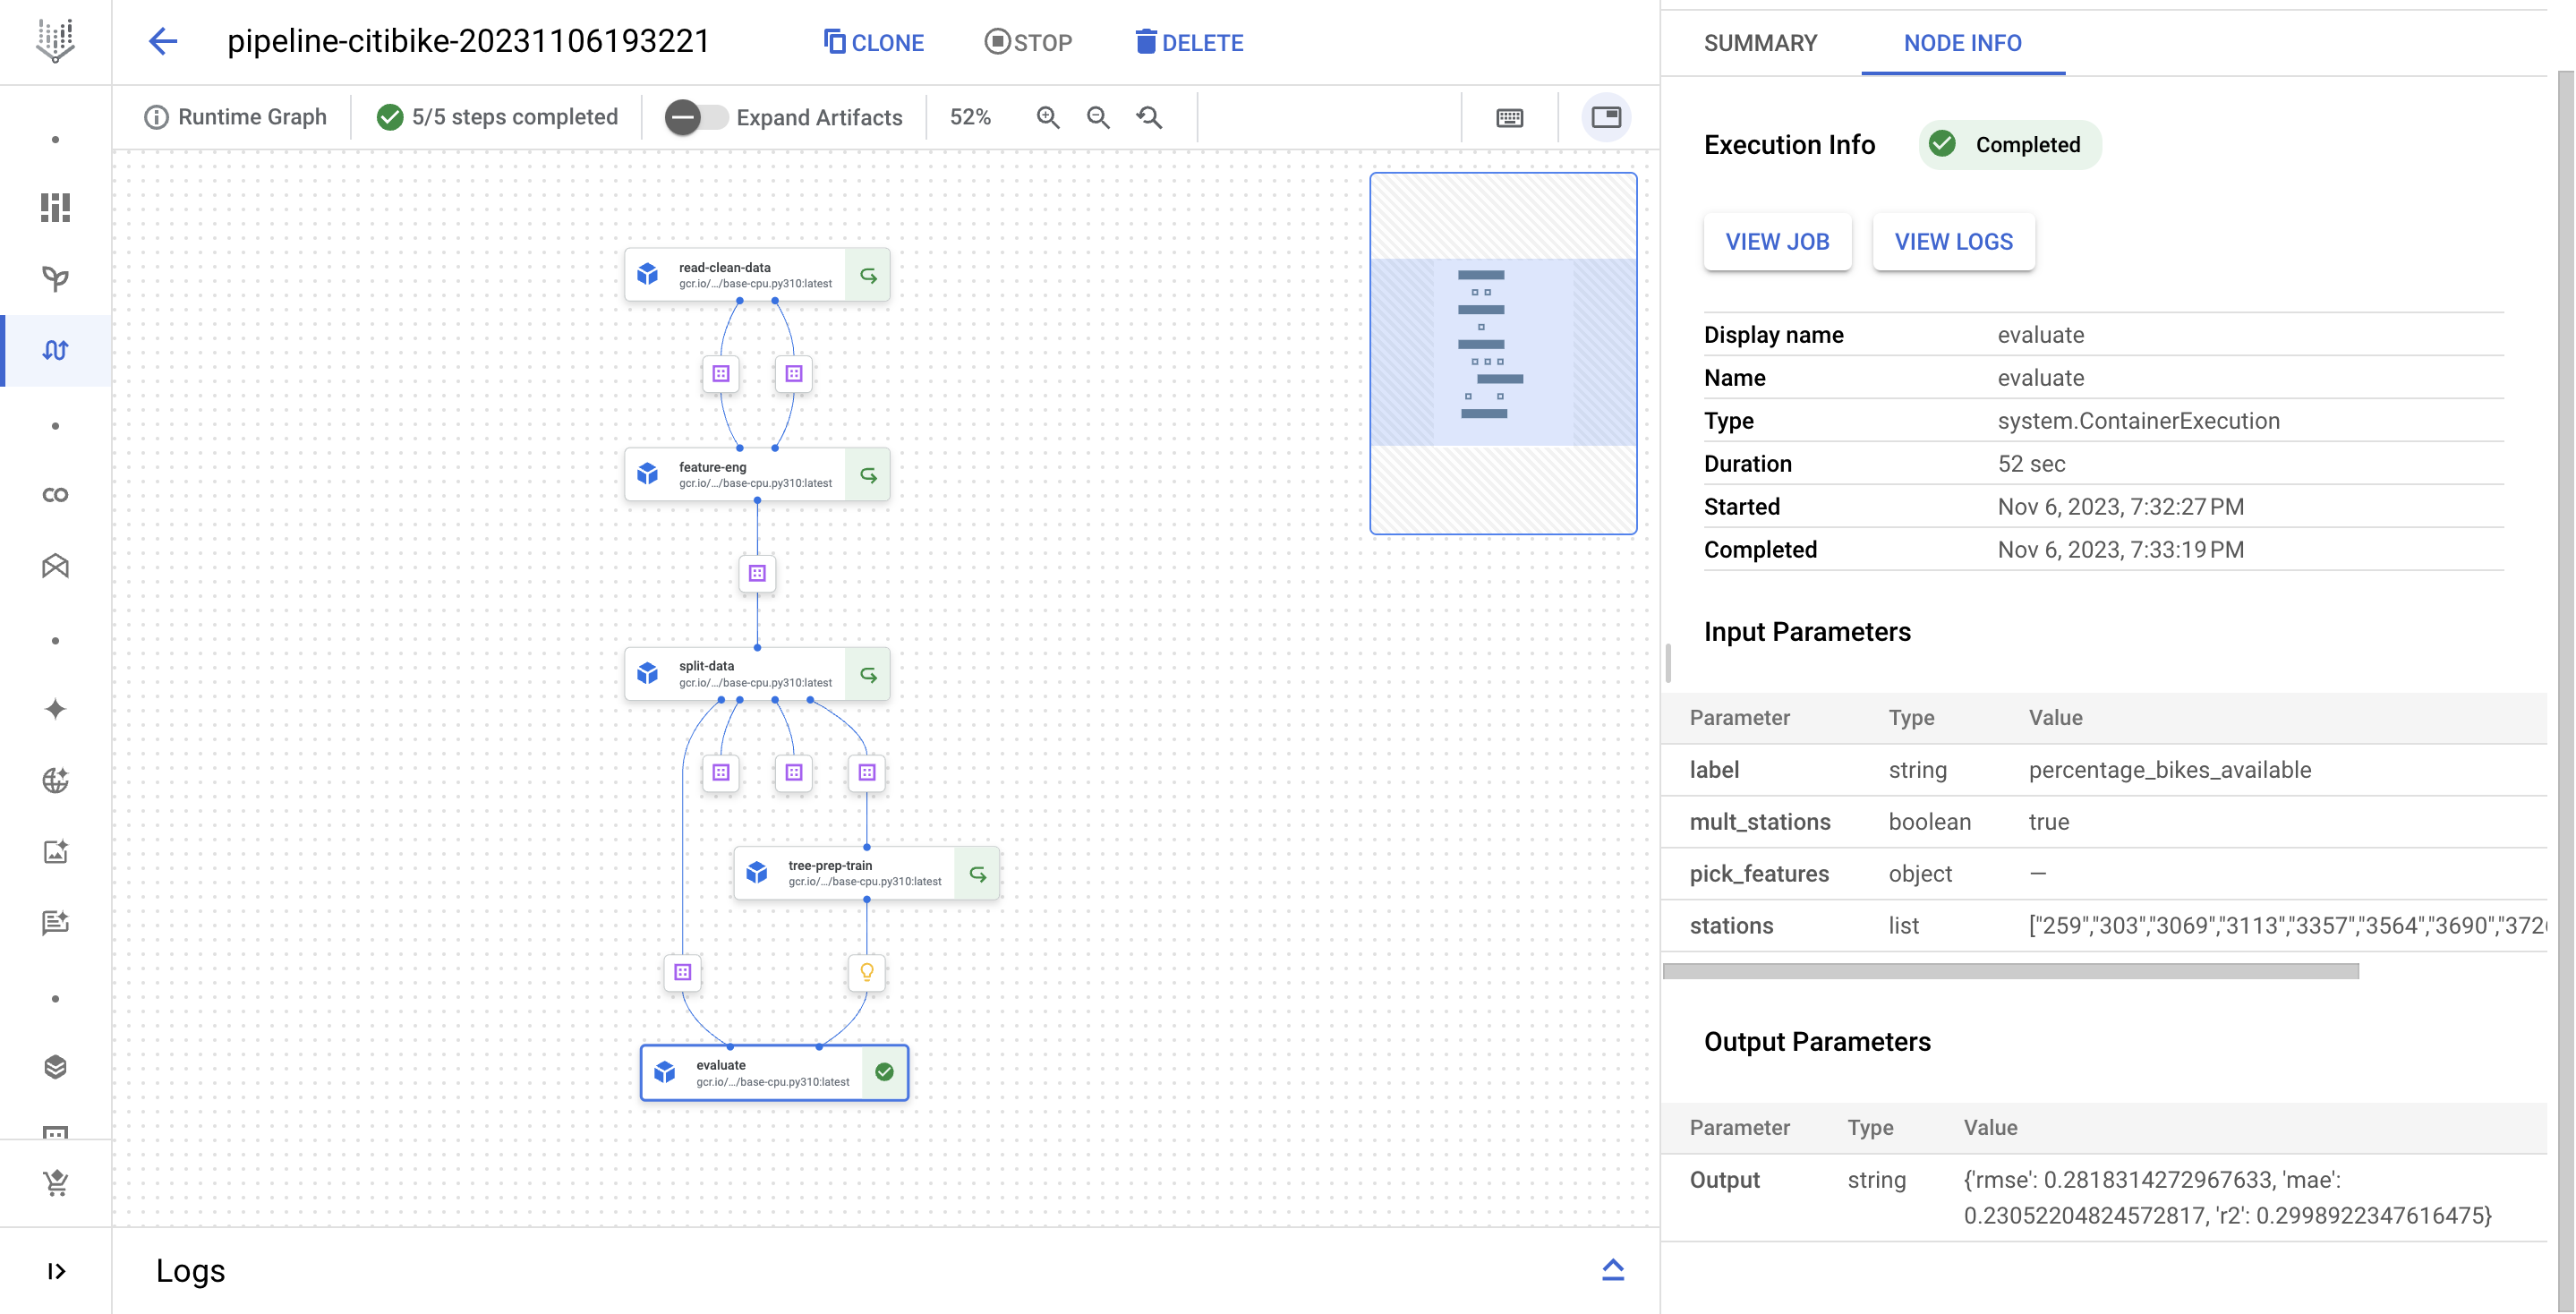 pipeline-citibike-20231106193221
CLONE
STOP
DELETE
Runtime Graph
5/5 steps completed
Expand Artifacts
52%
read-clean-data
gcr.io/.../base-cpu.py310:latest
feature-eng
gcr.io/.../base-cpu.py310:latest
split-data
gcr.io/.../base-cpu.py310:latest
tree-prep-train
gcr.io/.../base-cpu.py310:latest
evaluate
gcr.io/.../base-cpu.py310:latest
Logs
SUMMARY
NODE INFO
Execution Info
Completed
VIEW JOB
VIEW LOGS
Display name evaluate
Name evaluate
Type system.ContainerExecution
Duration 52 sec
Started Nov 6, 2023, 7:32:27 PM
Completed Nov 6, 2023, 7:33:19 PM
Input Parameters
Parameter Type Value
label string percentage_bikes_available
mult_stations boolean true
pick_features object —
stations list ["259","303","3069","3113","3357","3564","3690","372
Output Parameters
Parameter Type Value
Output string {'rmse': 0.2818314272967633, 'mae':
0.23052204824572817, 'r2': 0.2998922347616475}